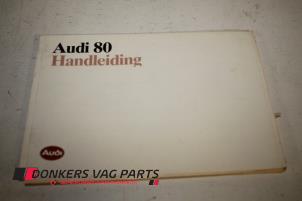 Audi 80
Handleiding
Audi
DONKERS VAG PARTS